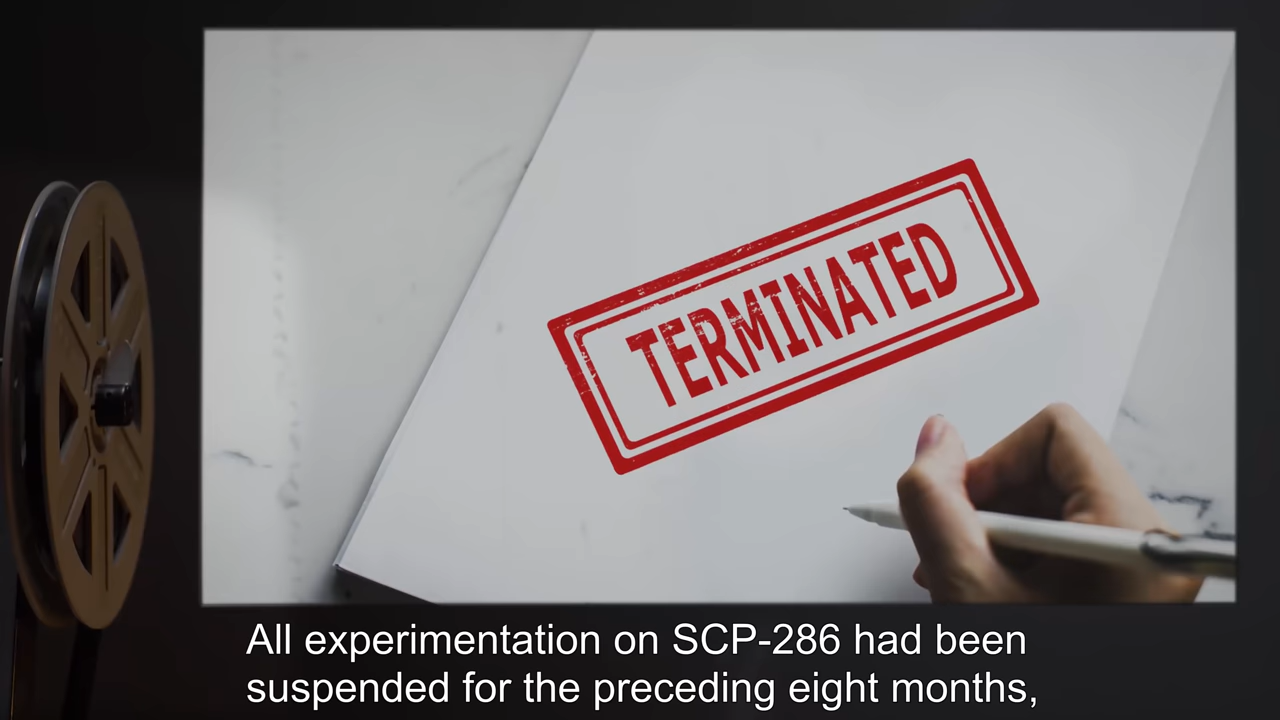 TERMINATED
All experimentation on SCP-286 had been
suspended for the preceding eight months,